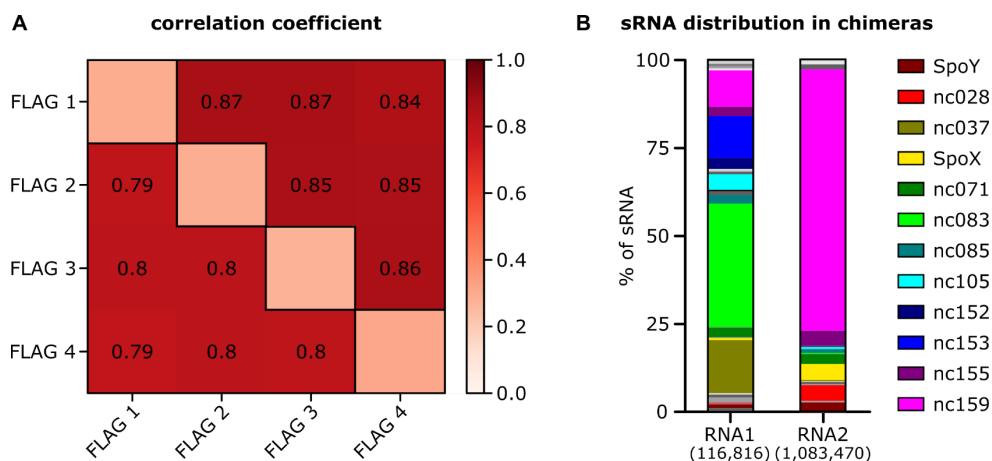 A
correlation coefficient
FLAG 1
0.87
0.87
0.84
FLAG 2
0.79
0.85
0.85
FLAG 3
0.8
0.8
0.86
FLAG 4
0.79
0.8
0.8
FLAG 1
FLAG 2
FLAG 3
FLAG 4
1.0
0.8
0.6
0.4
0.2
0.0
B
sRNA distribution in chimeras
% of sRNA
100
75
50
25
0
RNA1
(116,816)
RNA2
(1,083,470)
SpoY
nc028
nc037
SpoX
nc071
nc083
nc085
nc105
nc152
nc153
nc155
nc159